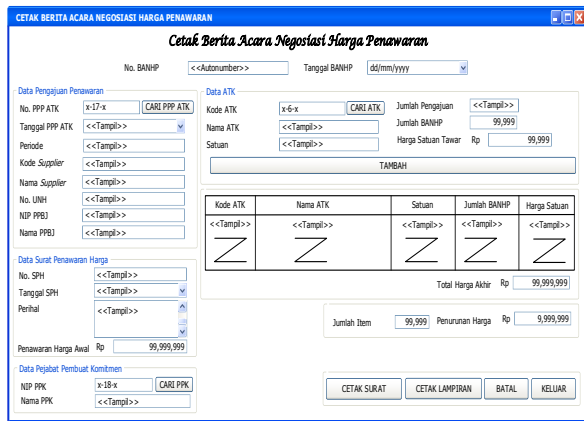 CETAK BERITA ACARA NEGOSIASI HARGA PENAWARAN
Cetak Berita Acara Negosiasi Harga Penawaran
No. BANHP <<Autonumber>> Tanggal BANHP dd/mm/yyyy
Data Pengajuan Penawaran
No. PPP ATK x-17-x CARI PPP ATK
Tanggal PPP ATK <<Tampil>>
Periode <<Tampil>>
Kode Supplier <<Tampil>>
Nama Supplier <<Tampil>>
No. UNH <<Tampil>>
NIP PPBJ <<Tampil>>
Nama PPBJ <<Tampil>>
Data ATK
Kode ATK x-6-x CARI ATK Jumlah Pengajuan <<Tampil>>
Nama ATK <<Tampil>> Jumlah BANHP 99,999
Satuan <<Tampil>> Harga Satuan Tawar Rp 99,999
TAMBAH
Kode ATK Nama ATK Satuan Jumlah BANHP Harga Satuan
<<Tampil>> <<Tampil>> <<Tampil>> <<Tampil>> <<Tampil>>
Total Harga Akhir Rp 99,999,999
Data Surat Penawaran Harga
No. SPH <<Tampil>>
Tanggal SPH <<Tampil>>
Perihal <<Tampil>>
Penawaran Harga Awal Rp 99,999,999
Jumlah Item 99,999 Penurunan Harga Rp 9,999,999
Data Pejabat Pembuat Komitmen
NIP PPK x-18-x CARI PPK
Nama PPK <<Tampil>>
CETAK SURAT CETAK LAMPIRAN BATAL KELUAR